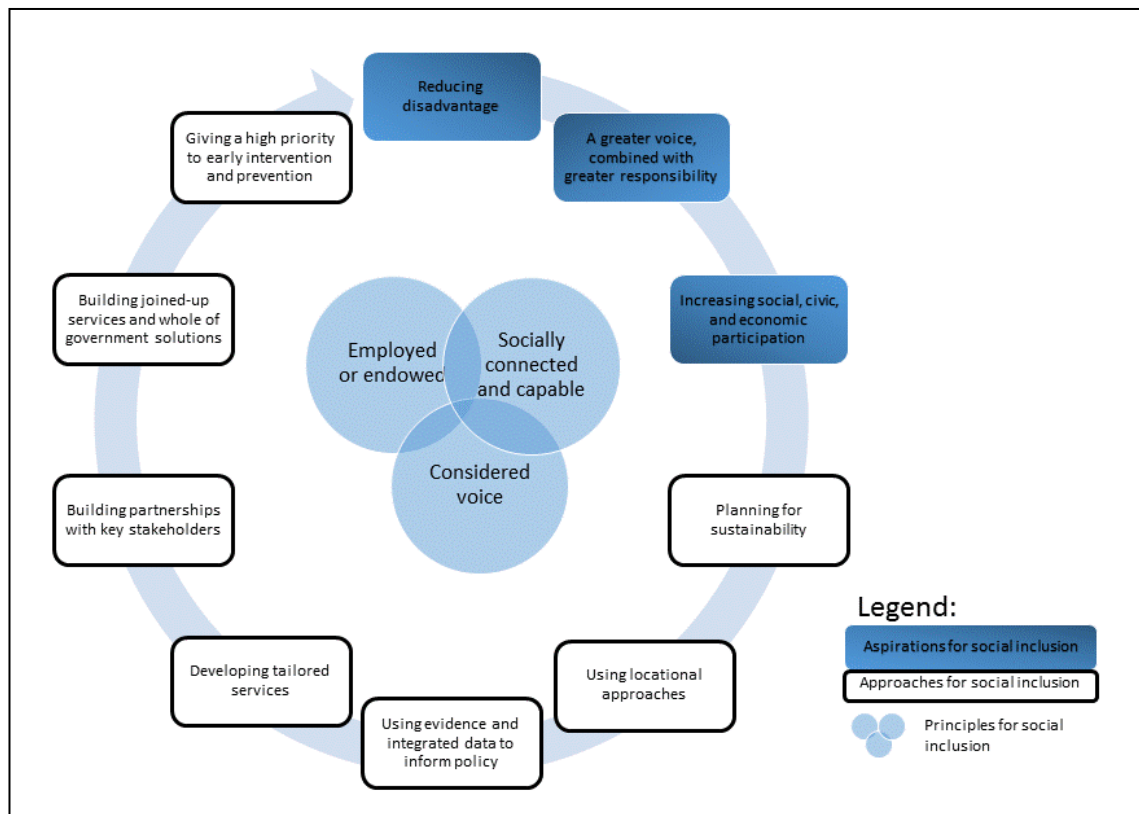 Reducing
disadvantage
A greater voice,
combined with
greater responsibility
Increasing social, civic,
and economic
participation
Planning for
sustainability
Using locational
approaches
Using evidence and
integrated data to
inform policy
Developing tailored
services
Building partnerships
with key stakeholders
Building joined-up
services and whole of
government solutions
Giving a high priority
to early intervention
and prevention
Employed
or endowed
Socially
connected
and capable
Considered
voice
Legend:
Aspirations for social inclusion
Approaches for social inclusion
Principles for social
inclusion